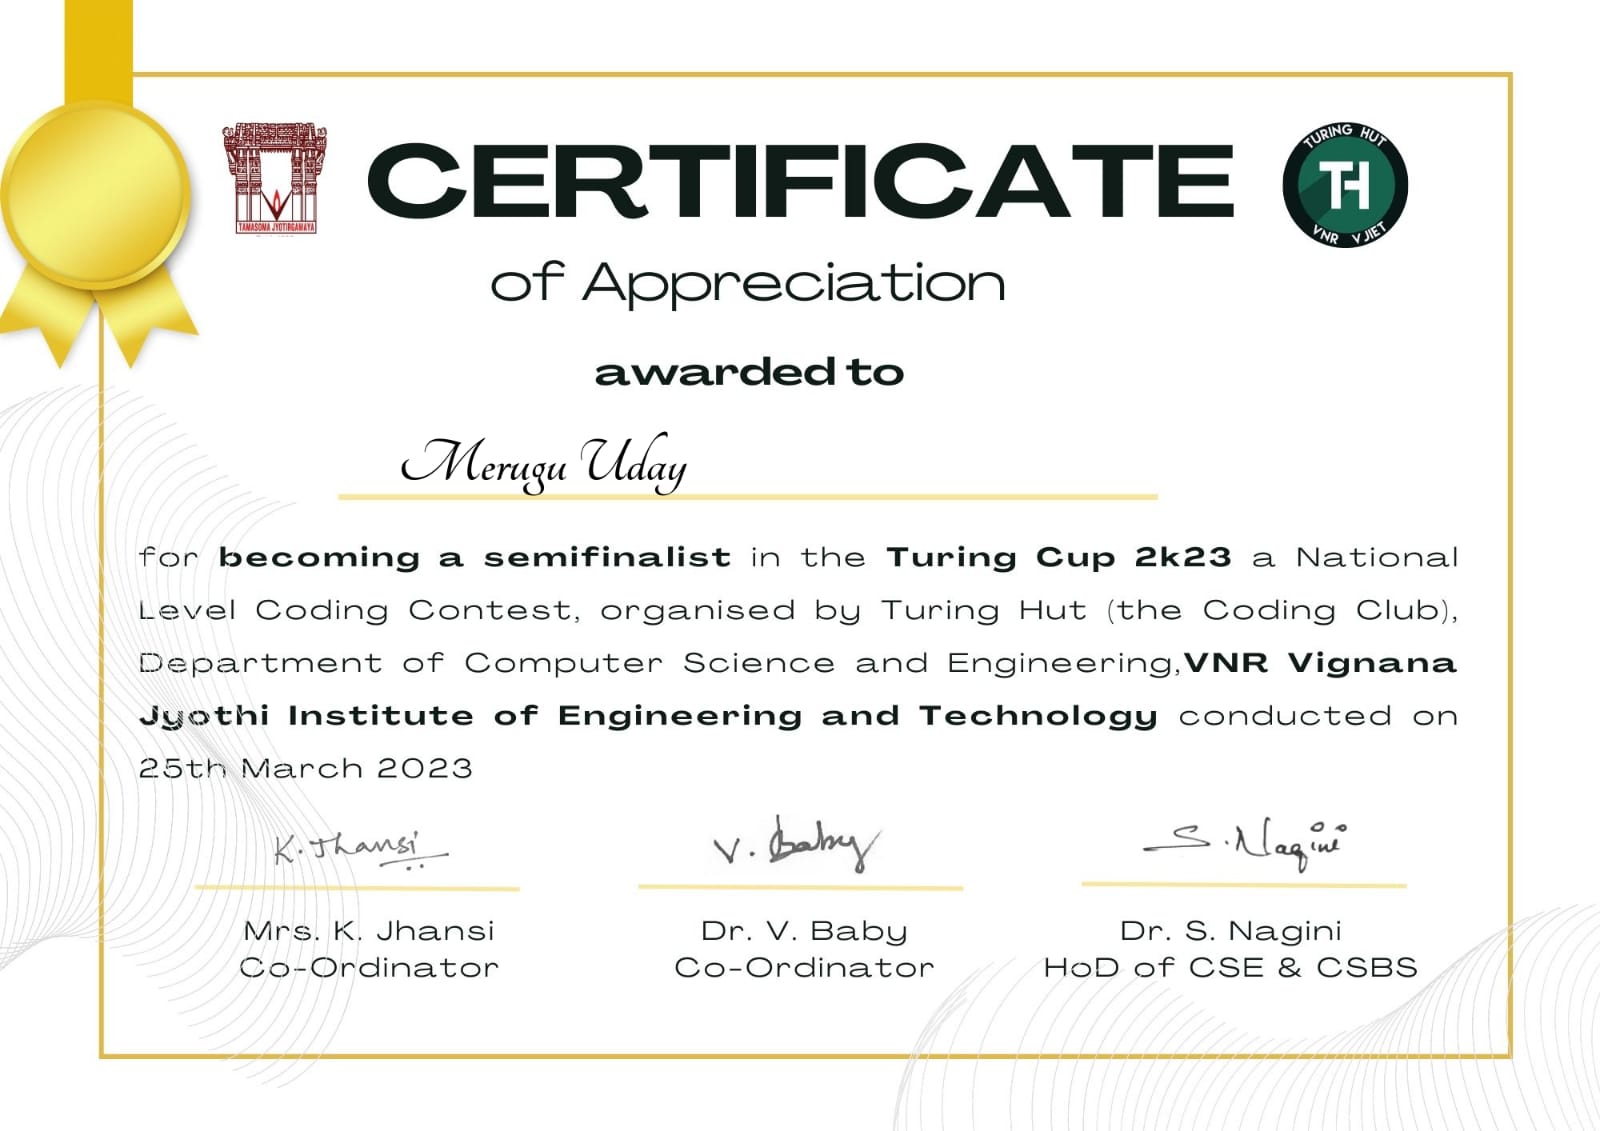 CERTIFICATE
TAMASOMA JYOTIRGAMAYA
TURING HUT
TH
VNR VJIET
of Appreciation
awarded to
Merugu Uday
for becoming a semifinalist in the Turing Cup 2k23 a National
Level Coding Contest, organised by Turing Hut (the Coding Club),
Department of Computer Science and Engineering,VNR Vignana
Jyothi Institute of Engineering and Technology conducted on
25th March 2023
K. Jhansi
V. Baby
S. Nagini
Mrs. K. Jhansi
Co-Ordinator
Dr. V. Baby
Co-Ordinator
Dr. S. Nagini
HoD of CSE & CSBS